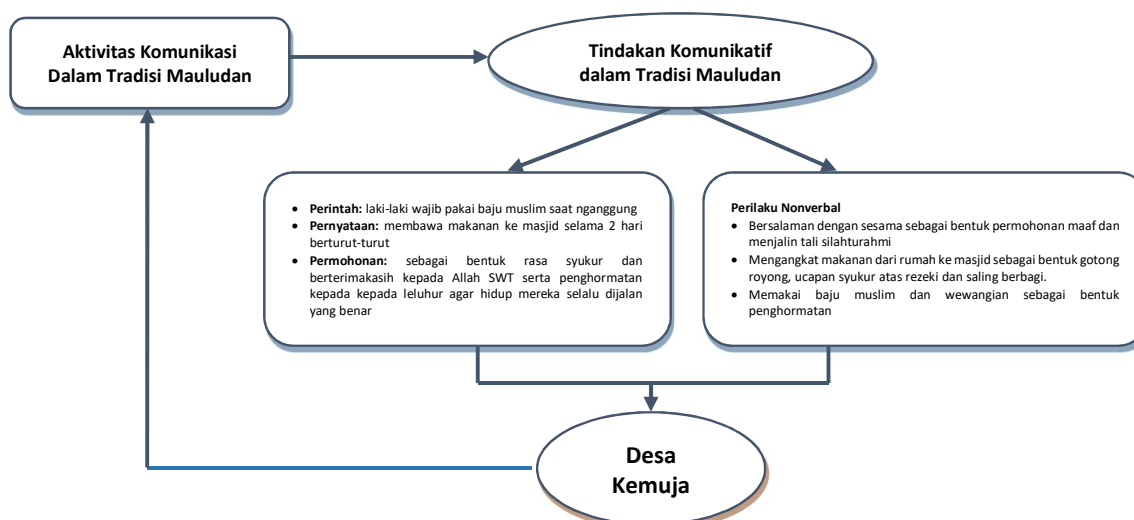 Aktivitas Komunikasi
Dalam Tradisi Mauludan
Tindakan Komunikatif
dalam Tradisi Mauludan
• Perintah: laki-laki wajib pakai baju muslim saat nganggung
• Pernyataan: membawa makanan ke masjid selama 2 hari
berturut-turut
• Permohonan: sebagai bentuk rasa syukur dan
berterimakasih kepada Allah SWT serta penghormatan
kepada kepada leluhur agar hidup mereka selalu dijalan
yang benar
Perilaku Nonverbal
• Bersalaman dengan sesama sebagai bentuk permohonan maaf dan
menjalin tali silahturahmi
• Mengangkat makanan dari rumah ke masjid sebagai bentuk gotong
royong, ucapan syukur atas rezeki dan saling berbagi.
• Memakai baju muslim dan wewangian sebagai bentuk
penghormatan
Desa
Kemuja